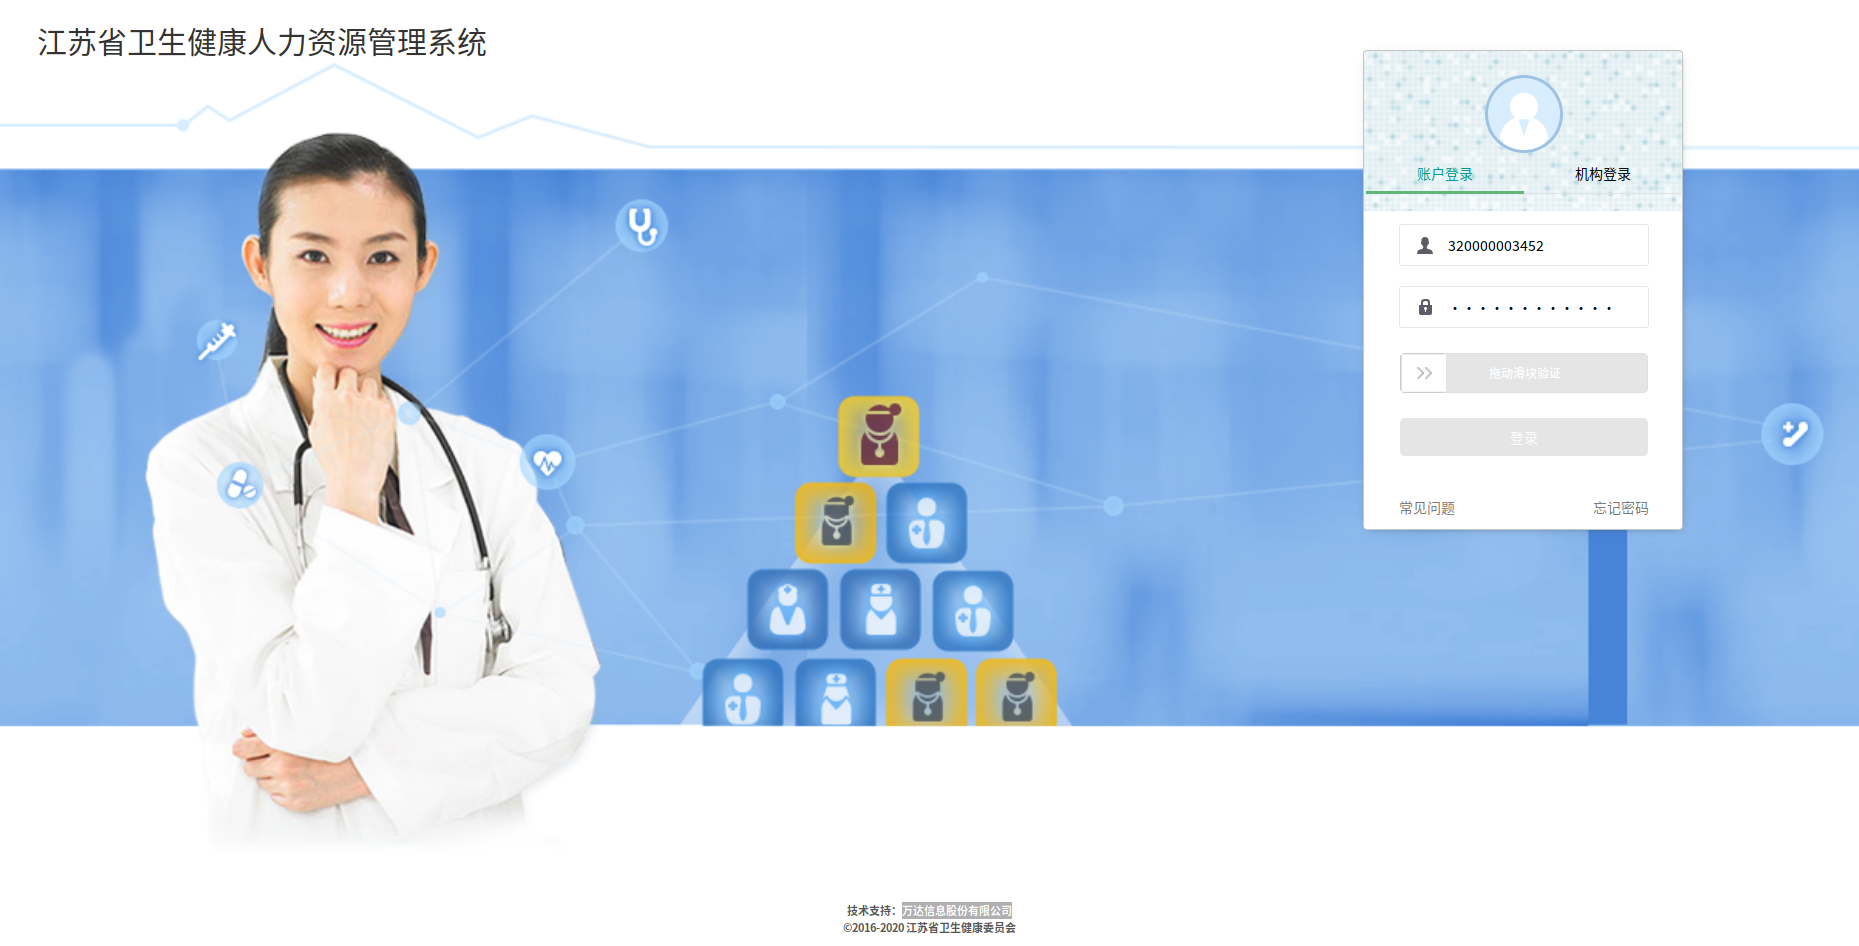 江苏省卫生健康人力资源管理系统
账户登录
机构登录
320000003452
拖动滑块验证
登录
常见问题
忘记密码
技术支持：万达信息股份有限公司
©2016-2020 江苏省卫生健康委员会